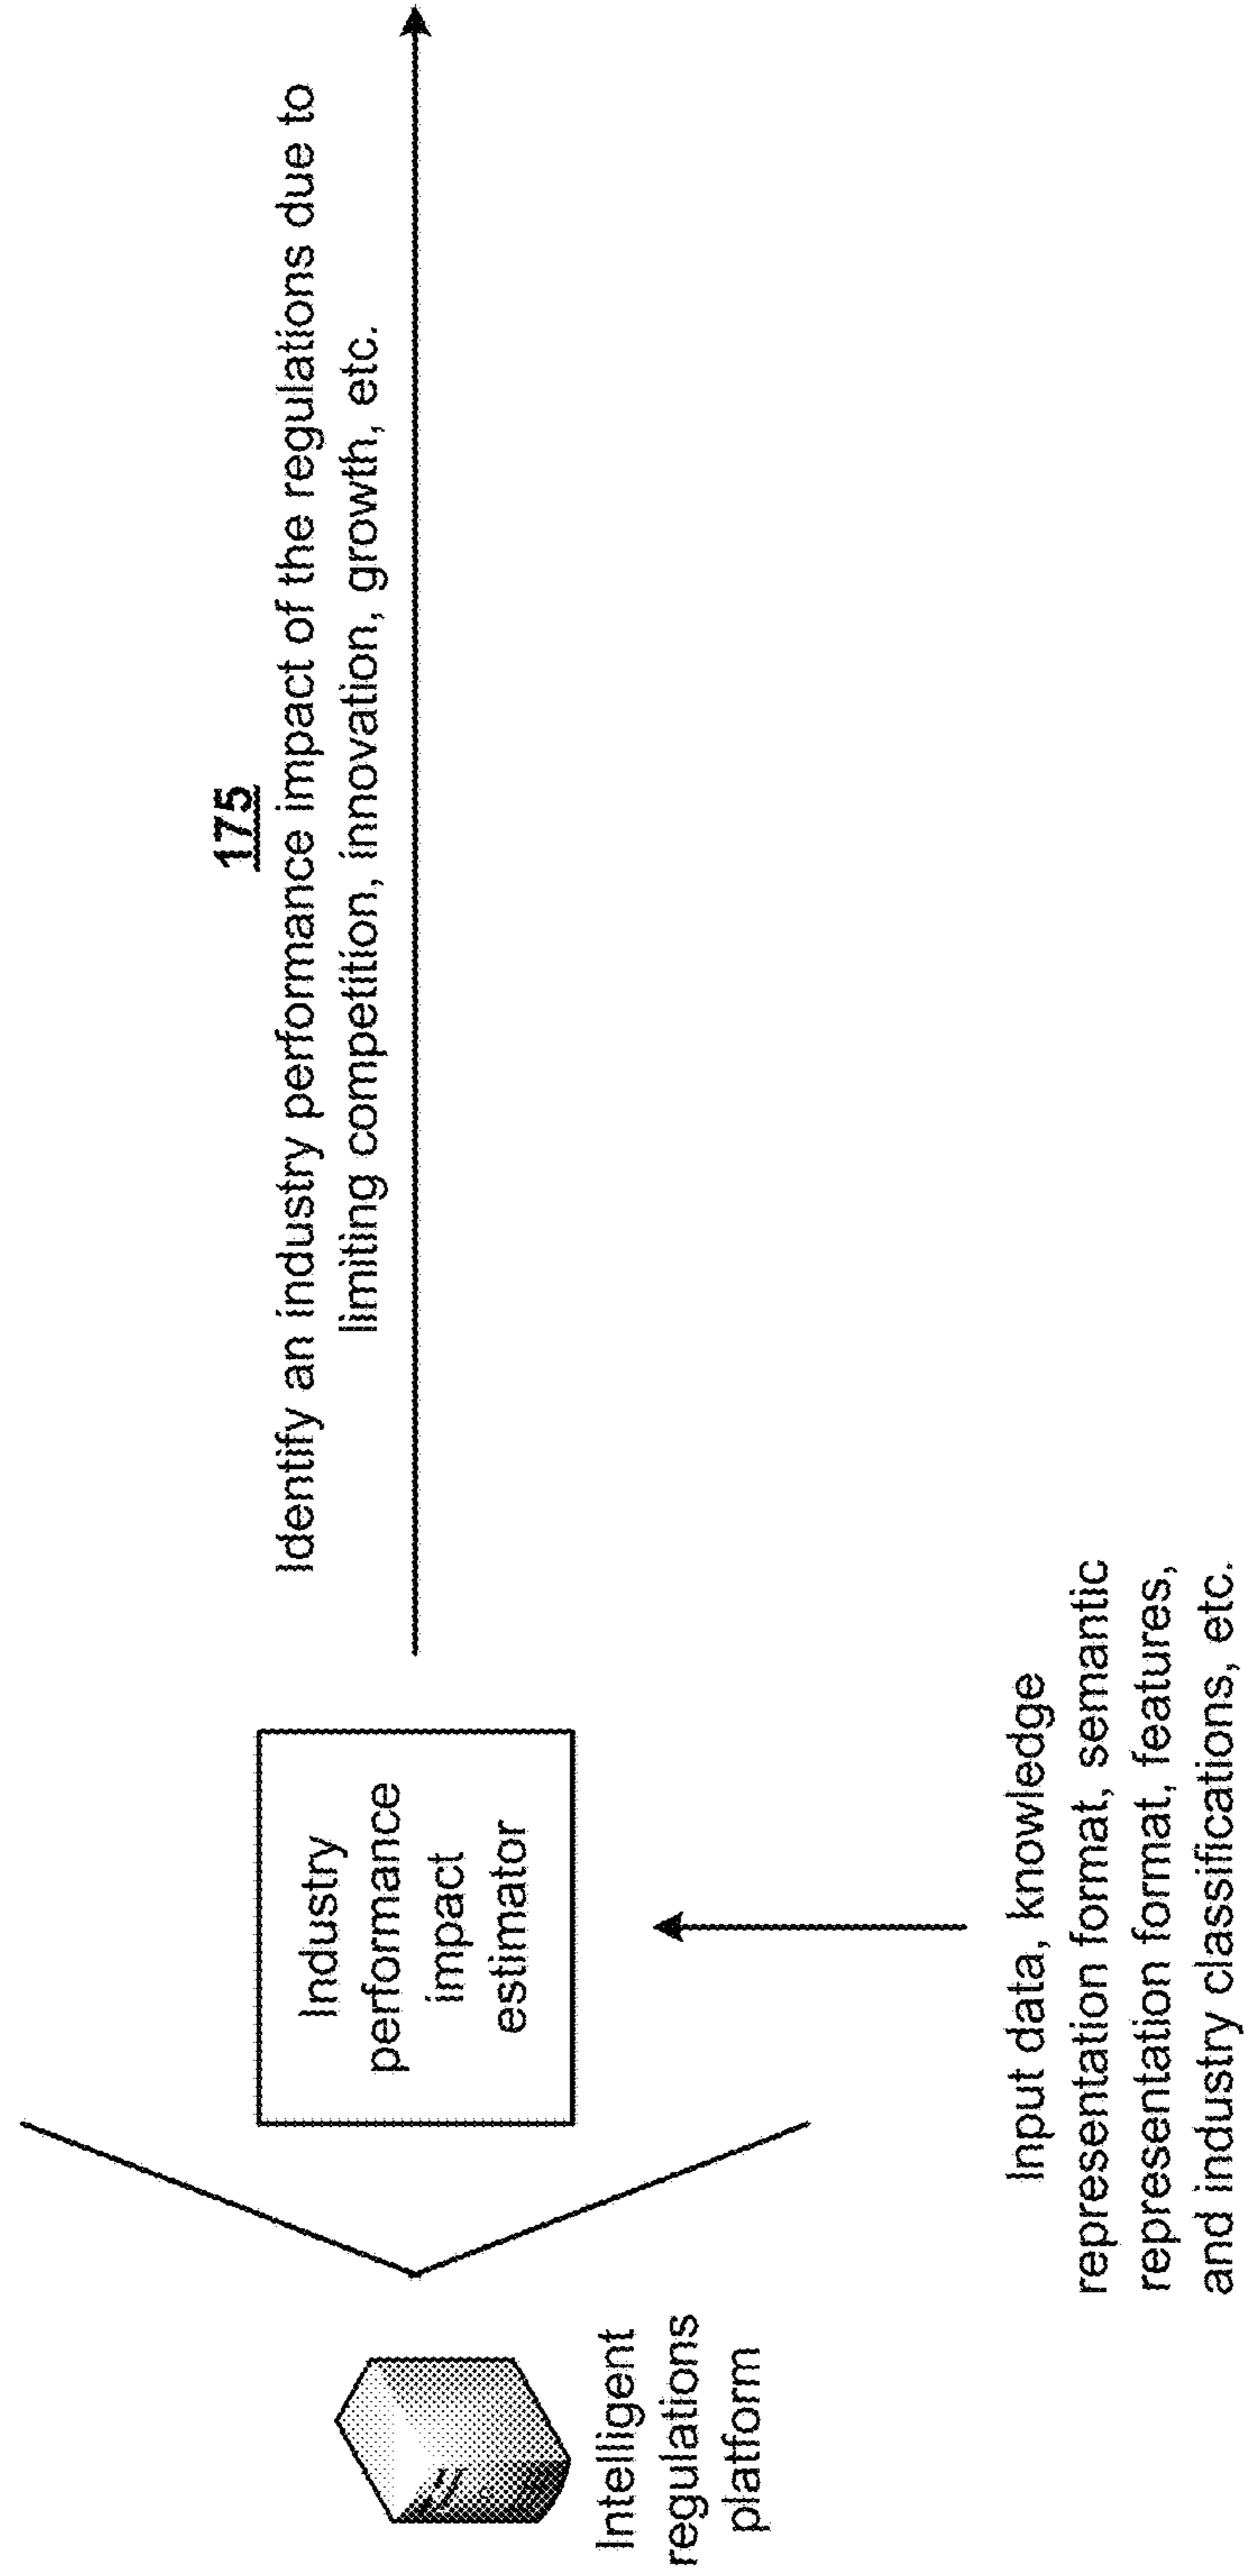 175
Identify an industry performance impact of the regulations due to
limiting competition, innovation, growth, etc.
Industry
performance
impact
estimator
Intelligent
regulations
platform
Input data, knowledge
representation format, semantic
representation format, features,
and industry classifications, etc.